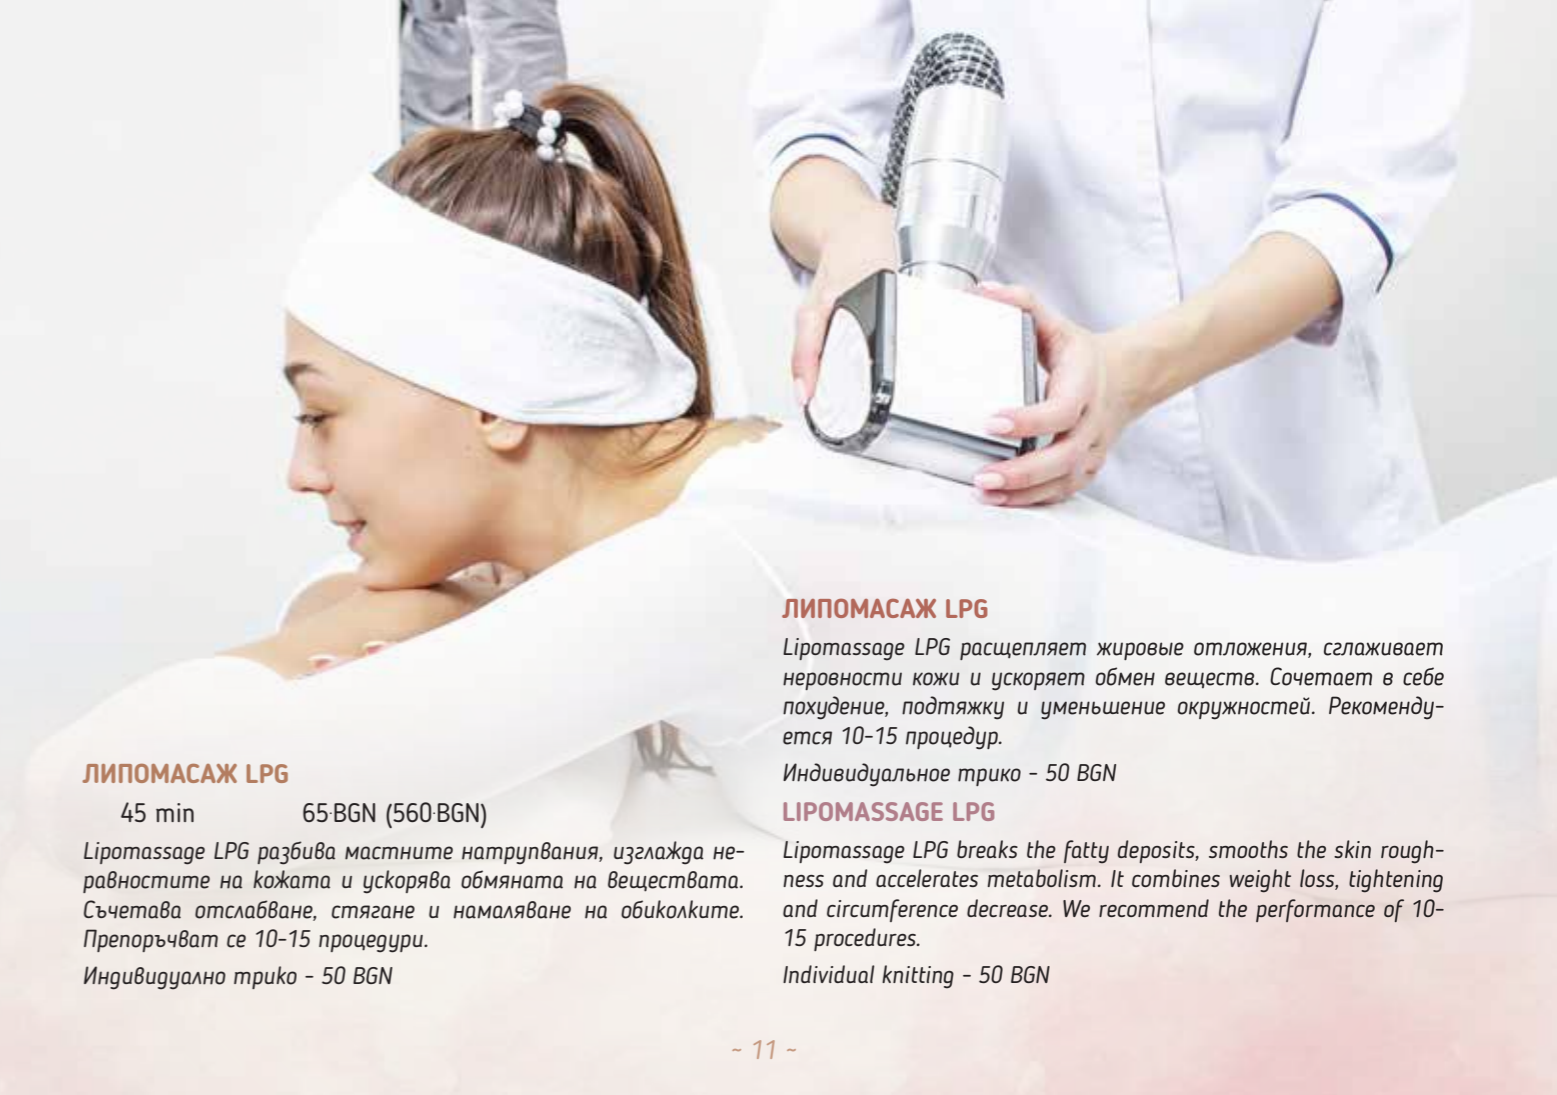 ЛИПОМАСАЖ LPG
45 min 65 BGN (560 BGN)
Lipomassage LPG разбива мастните натрупвания, изглажда не-
равностите на кожата и ускорява обмяната на веществата.
Съчетава отслабване, стягане и намаляване на обиколките.
Препоръчват се 10-15 процедури.
Индивидуално трико - 50 BGN
ЛИПОМАСАЖ LPG
Lipomassage LPG расщепляет жировые отложения, сглаживает
неровности кожи и ускоряет обмен веществ. Сочетает в себе
похудение, подтяжку и уменьшение окружностей. Рекоменду-
ется 10-15 процедур.
Индивидуальное трико - 50 BGN
LIPOMASSAGE LPG
Lipomassage LPG breaks the fatty deposits, smooths the skin rough-
ness and accelerates metabolism. It combines weight loss, tightening
and circumference decrease. We recommend the performance of 10-
15 procedures.
Individual knitting - 50 BGN
~ 11 ~